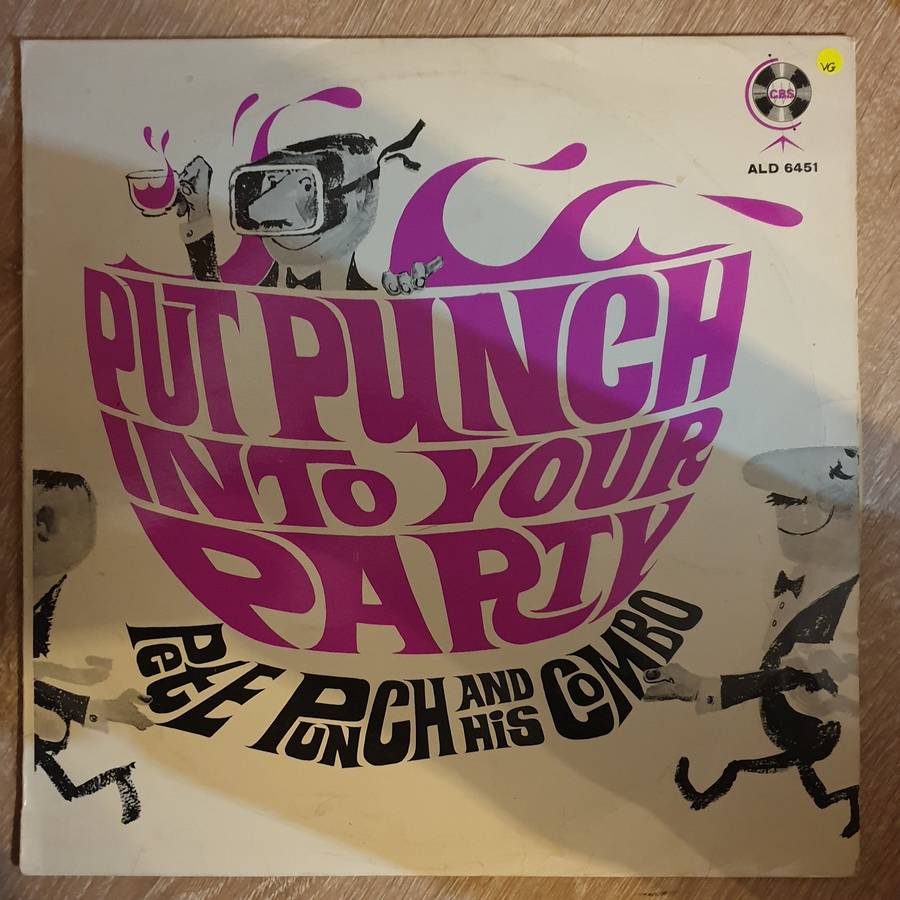 VG
CBS
ALD 6451
PUT PUNCH
INTO YOUR
PARTY
PETE PUNCH AND HIS COMBO